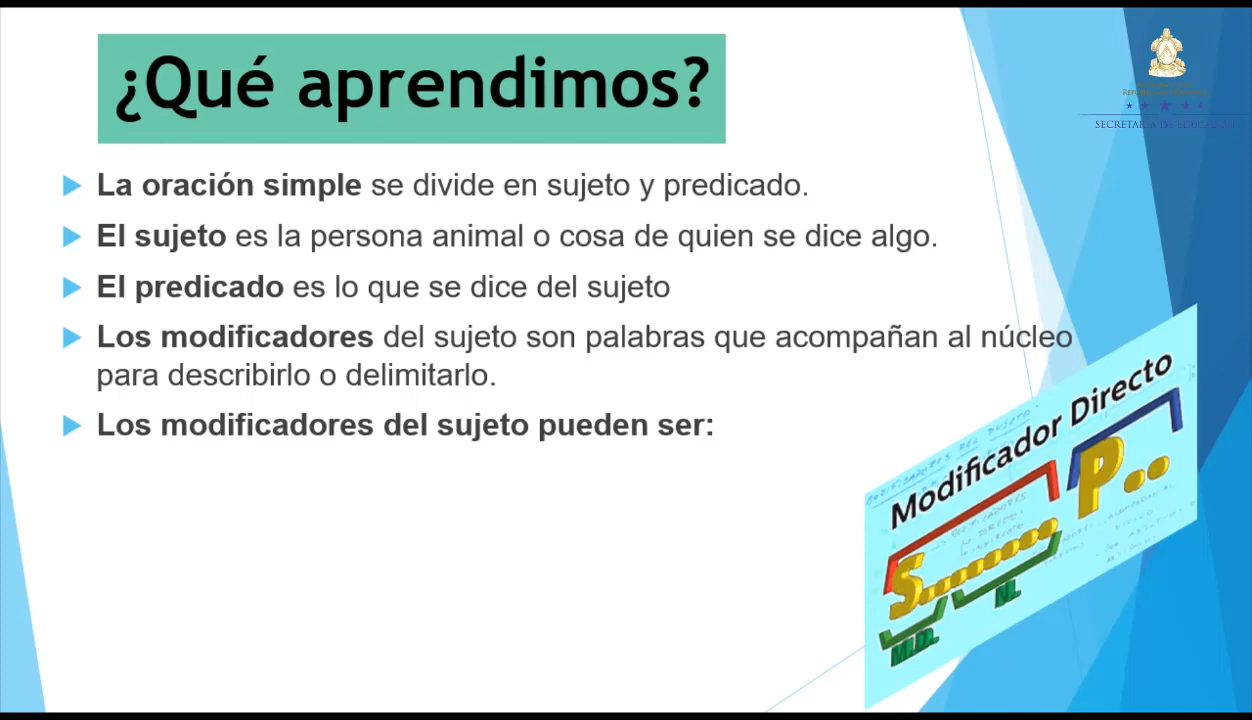 ¿Qué aprendimos?
La oración simple se divide en sujeto y predicado.
El sujeto es la persona animal o cosa de quien se dice algo.
El predicado es lo que se dice del sujeto
Los modificadores del sujeto son palabras que acompañan al núcleo
para describirlo o delimitarlo.
Los modificadores del sujeto pueden ser:
SECRETARÍA DE EDUCACIÓN
Modificador Directo
S.......... P...
M.D. N.